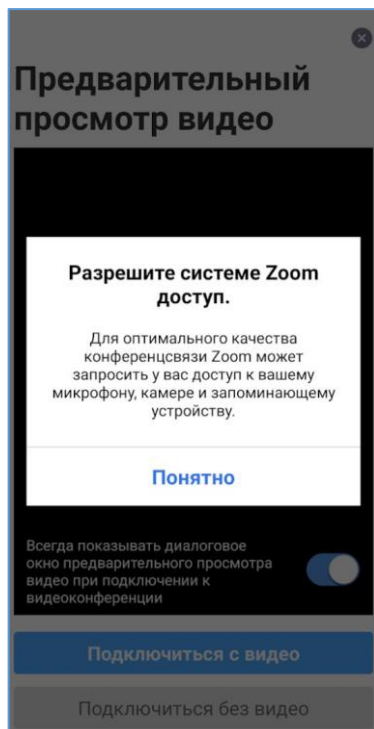 Предварительный
просмотр видео
Разрешите системе Zoom
доступ.
Для оптимального качества
конференцсвязи Zoom может
запросить у вас доступ к вашему
микрофону, камере и запоминающему
устройству.
Понятно
Всегда показывать диалоговое
окно предварительного просмотра
видео при подключении к
видеоконференции
Подключиться с видео
Подключиться без видео